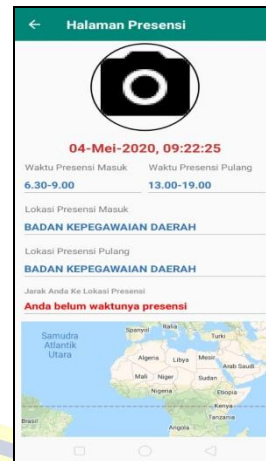 Halaman Presensi
04-Mei-2020, 09:22:25
Waktu Presensi Masuk Waktu Presensi Pulang
6.30-9.00 13.00-19.00
Lokasi Presensi Masuk
BADAN KEPEGAWAIAN DAERAH
Lokasi Presensi Pulang
BADAN KEPEGAWAIAN DAERAH
Jarak Anda Ke Lokasi Presensi
Anda belum waktunya presensi
Samudra
Atlantik
Utara
Spanyol Italia Turki
Algeria Libya Mesir Arab Saudi
Mali Niger Sudan
Nigeria Ethiopia
Kenya
Brasil Tanzania
Angola